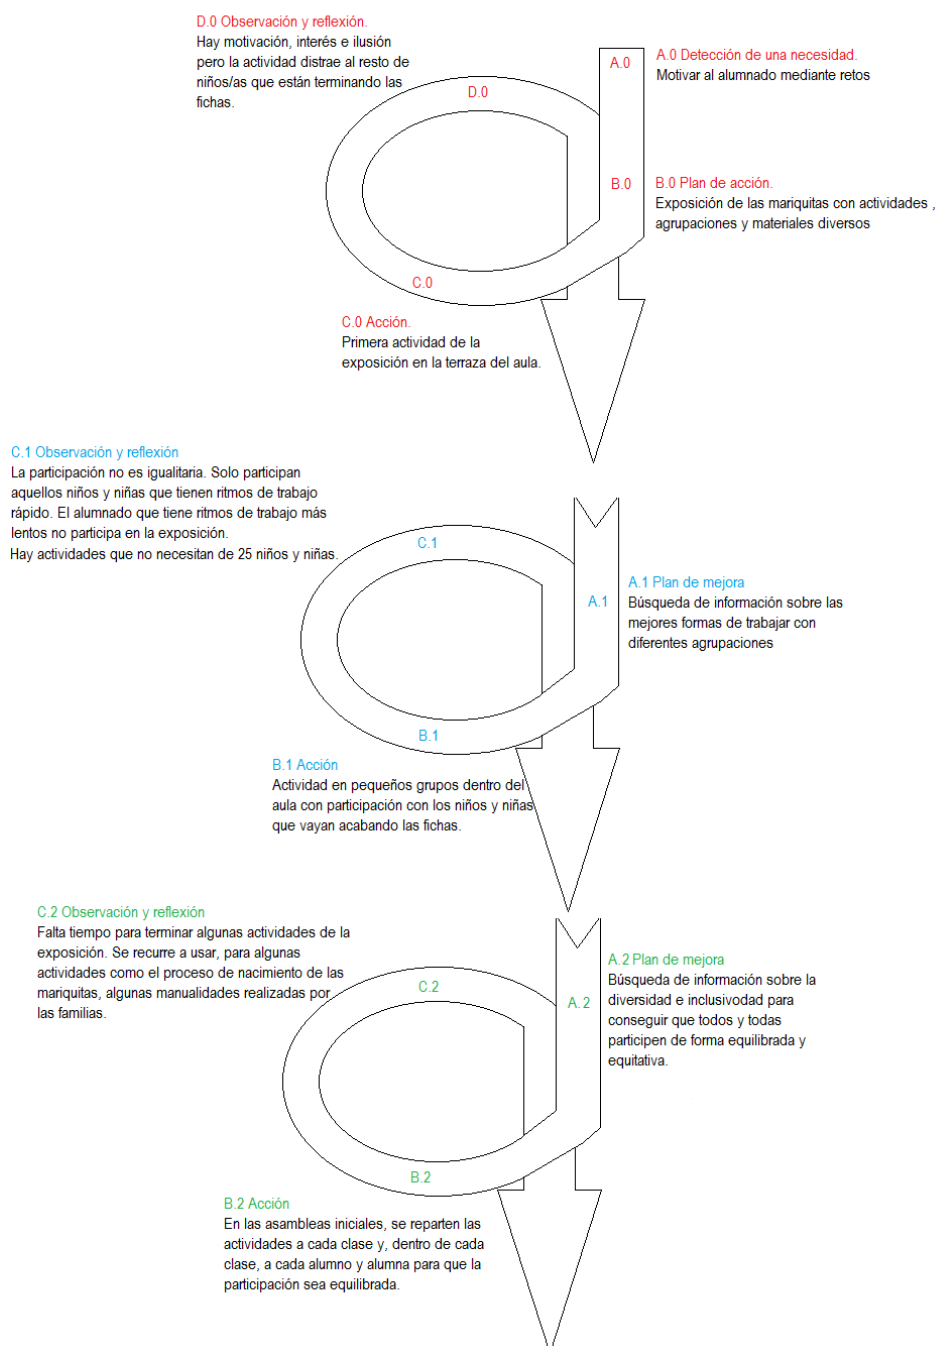 D.0 Observación y reflexión.
Hay motivación, interés e ilusión
pero la actividad distrae al resto de
niños/as que están terminando las
fichas.
A.0
A.0 Detección de una necesidad.
Motivar al alumnado mediante retos
D.0
B.0
B.0 Plan de acción.
Exposición de las mariquitas con actividades ,
agrupaciones y materiales diversos
C.0
C.0 Acción.
Primera actividad de la
exposición en la terraza del aula.
C.1 Observación y reflexión
La participación no es igualitaria. Solo participan
aquellos niños y niñas que tienen ritmos de trabajo
rápido. El alumnado que tiene ritmos de trabajo más
lentos no participa en la exposición.
Hay actividades que no necesitan de 25 niños y niñas.
C.1
A.1
A.1 Plan de mejora
Búsqueda de información sobre las
mejores formas de trabajar con
diferentes agrupaciones
B.1
B.1 Acción
Actividad en pequeños grupos dentro del
aula con participación con los niños y niñas
que vayan acabando las fichas.
C.2 Observación y reflexión
Falta tiempo para terminar algunas actividades de la
exposición. Se recurre a usar, para algunas
actividades como el proceso de nacimiento de las
mariquitas, algunas manualidades realizadas por
las familias.
C.2
A.2
A.2 Plan de mejora
Búsqueda de información sobre la
diversidad e inclusivodad para
conseguir que todos y todas
participen de forma equilibrada y
equitativa.
B.2
B.2 Acción
En las asambleas iniciales, se reparten las
actividades a cada clase y, dentro de cada
clase, a cada alumno y alumna para que la
participación sea equilibrada.